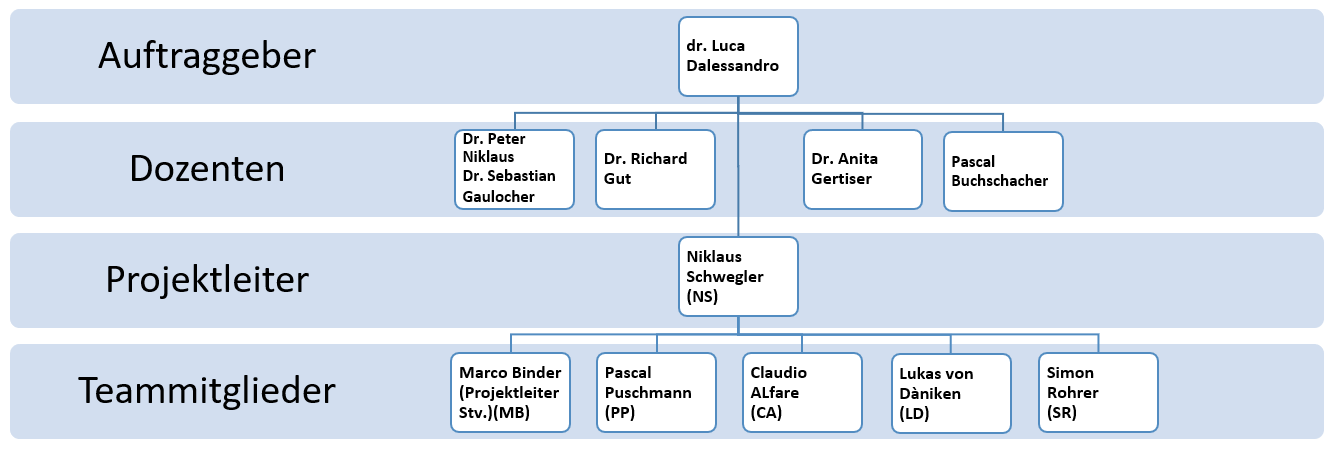 Auftraggeber
dr. Luca
Dalessandro
Dozenten
Dr. Peter
Niklaus
Dr. Sebastian
Gaulocher
Dr. Richard
Gut
Dr. Anita
Gertiser
Pascal
Buchschacher
Projektleiter
Niklaus
Schwegler
(NS)
Teammitglieder
Marco Binder
(Projektleiter
Stv.)(MB)
Pascal
Puschmann
(PP)
Claudio
ALfare
(CA)
Lukas von
Dàniken
(LD)
Simon
Rohrer
(SR)